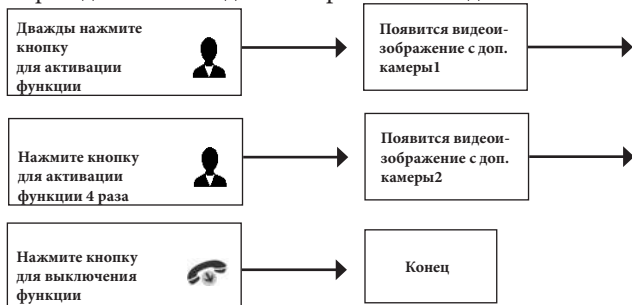 Дважды нажмите
кнопку
для активации
функции
Появится видеои-
зображение с доп.
камеры1
Нажмите кнопку
для активации
функции 4 раза
Появится видеои-
зображение с доп.
камеры2
Нажмите кнопку
для выключения
функции
Конец